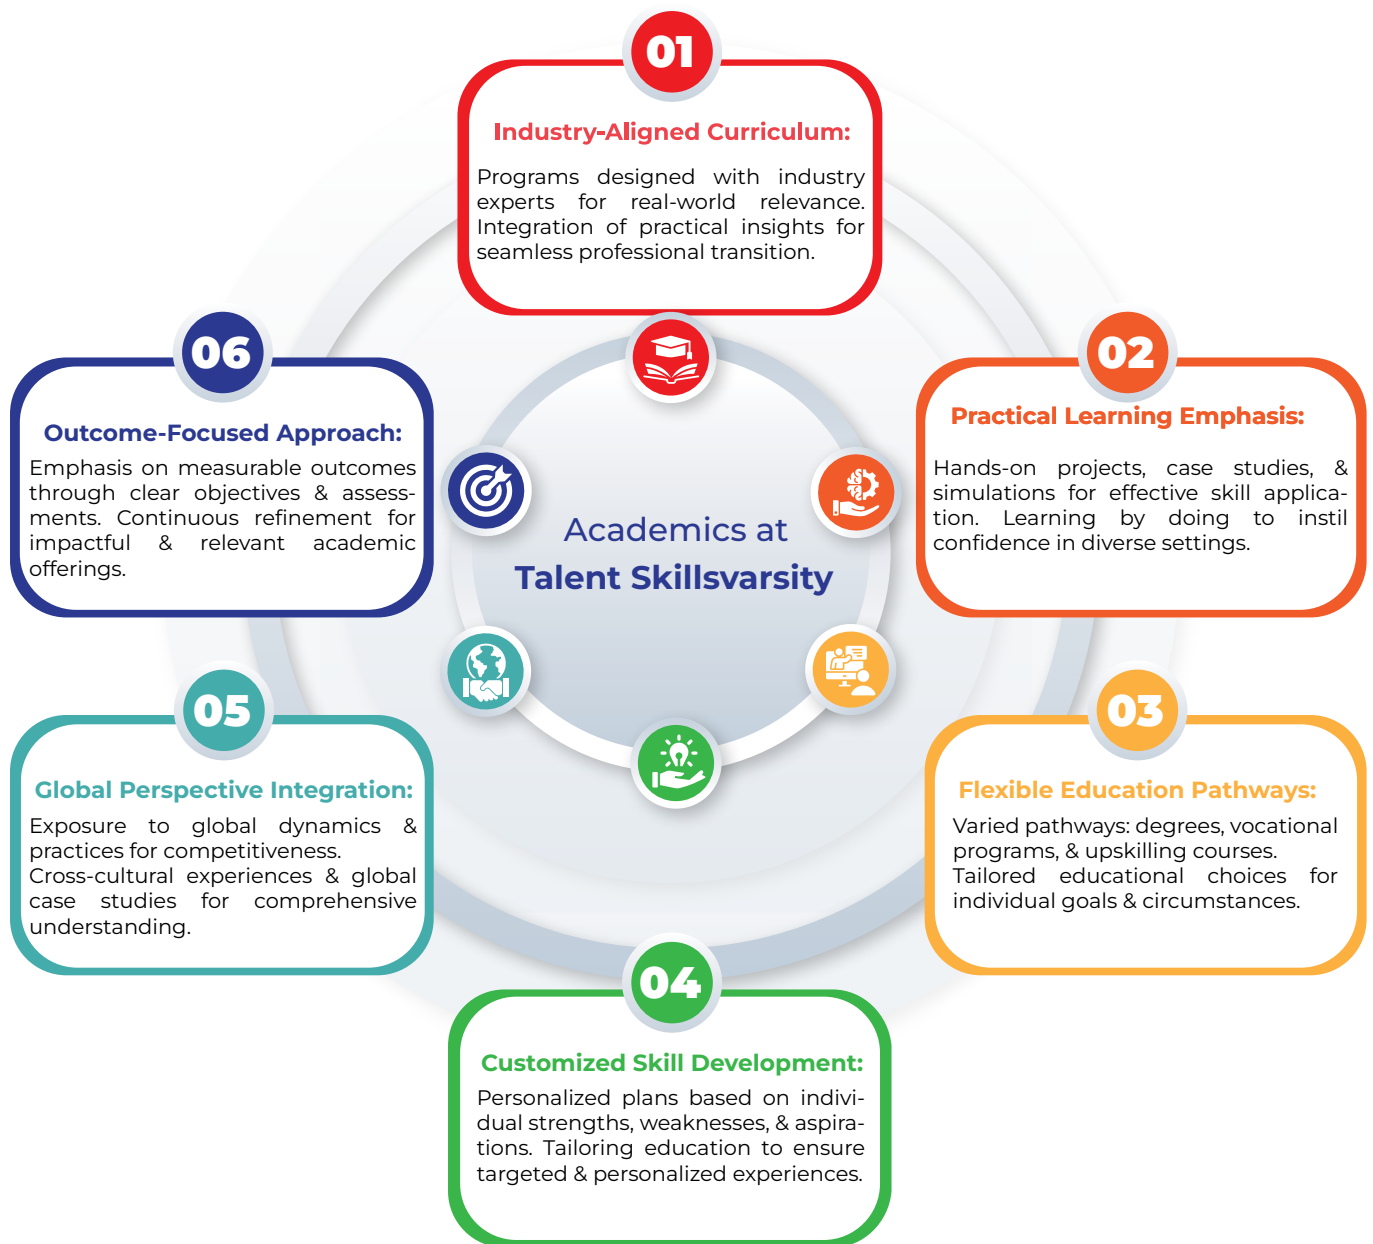 01
Industry-Aligned Curriculum:
Programs designed with industry
experts for real-world relevance.
Integration of practical insights for
seamless professional transition.
02
Practical Learning Emphasis:
Hands-on projects, case studies, &
simulations for effective skill applica-
tion. Learning by doing to instil
confidence in diverse settings.
03
Flexible Education Pathways:
Varied pathways: degrees, vocational
programs, & upskilling courses.
Tailored educational choices for
individual goals & circumstances.
04
Customized Skill Development:
Personalized plans based on indivi-
dual strengths, weaknesses, & aspira-
tions. Tailoring education to ensure
targeted & personalized experiences.
05
Global Perspective Integration:
Exposure to global dynamics &
practices for competitiveness.
Cross-cultural experiences & global
case studies for comprehensive
understanding.
06
Outcome-Focused Approach:
Emphasis on measurable outcomes
through clear objectives & assess-
ments. Continuous refinement for
impactful & relevant academic
offerings.
Academics at
Talent Skillsvarsity